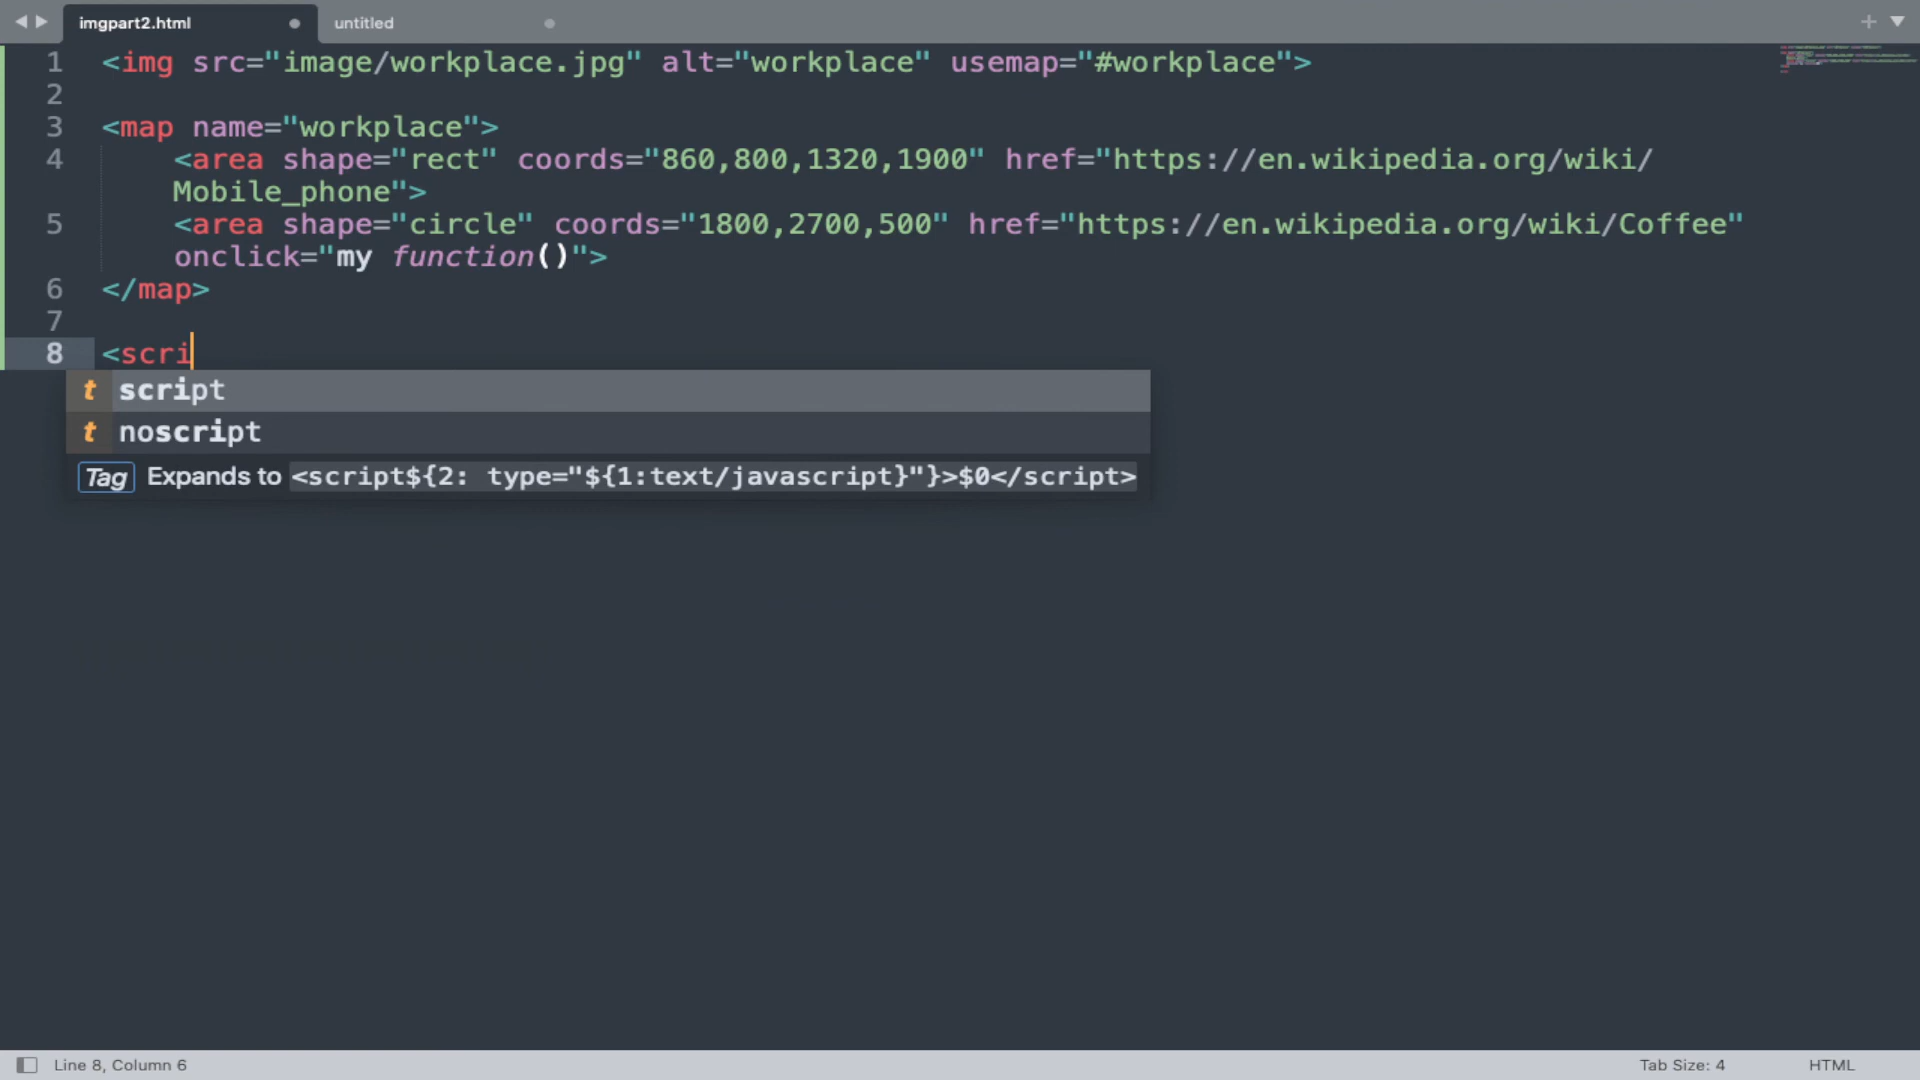 imgpart2.html untitled
1 <img src="image/workplace.jpg" alt="workplace" usemap="#workplace">
2
3 <map name="workplace">
4 <area shape="rect" coords="860,800,1320,1900" href="https://en.wikipedia.org/wiki/
Mobile_phone">
5 <area shape="circle" coords="1800,2700,500" href="https://en.wikipedia.org/wiki/Coffee"
onclick="my function()">
6 </map>
7
8 <scri
t script
t noscript
Tag Expands to <script${2: type="${1:text/javascript}"}>$0</script>
Line 8, Column 6 Tab Size: 4 HTML